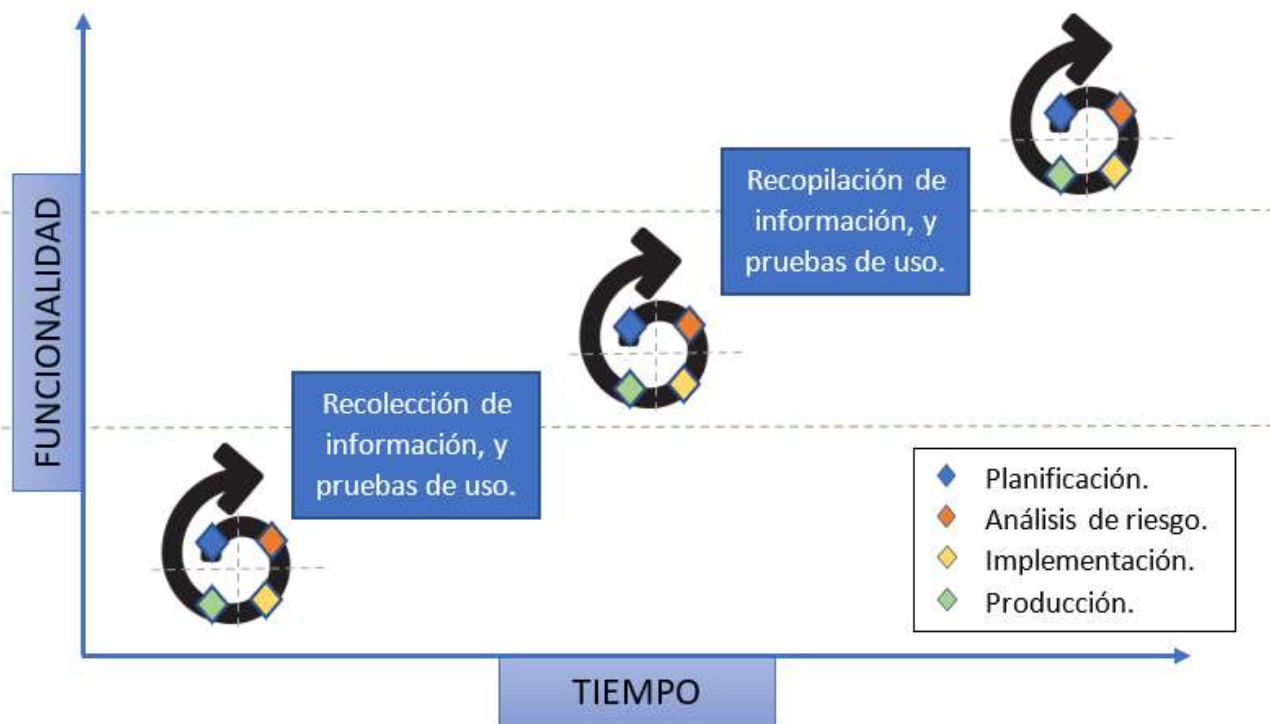 FUNCIONALIDAD
Recopilación de
información, y
pruebas de uso.
Recolección de
información, y
pruebas de uso.
Planificación.
Análisis de riesgo.
Implementación.
Producción.
TIEMPO